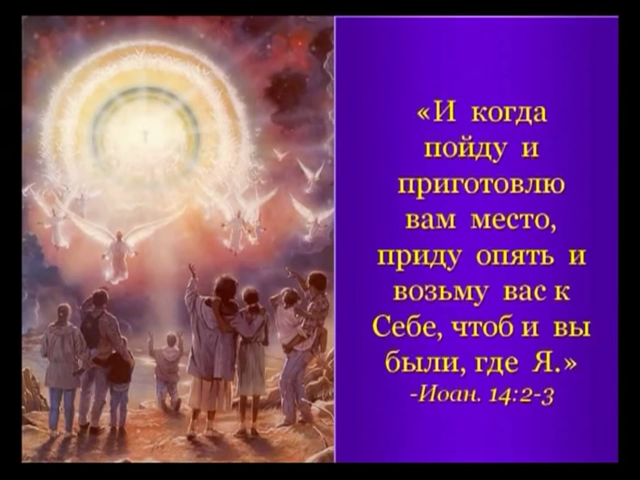 «И когда
пойду и
приготовлю
вам место,
приду опять и
возьму вас к
Себе, чтоб и вы
были, где Я.»
-Иоан. 14:2-3